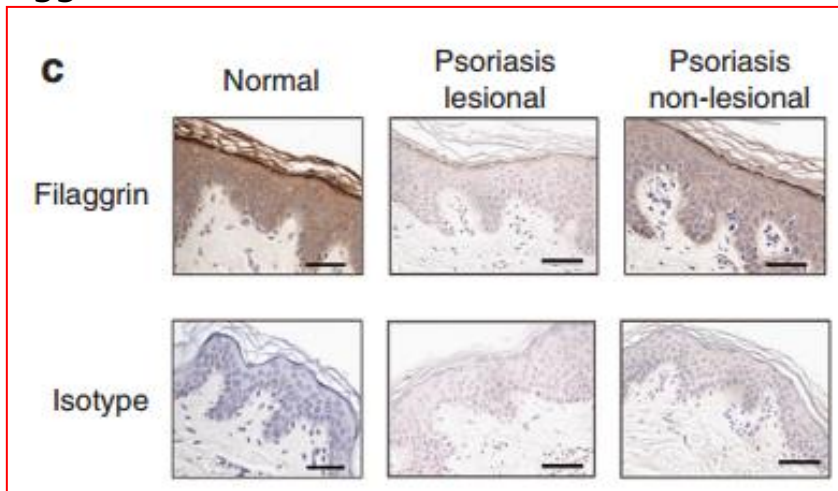 c
Normal
Psoriasis
lesional
Psoriasis
non-lesional
Filaggrin
Isotype